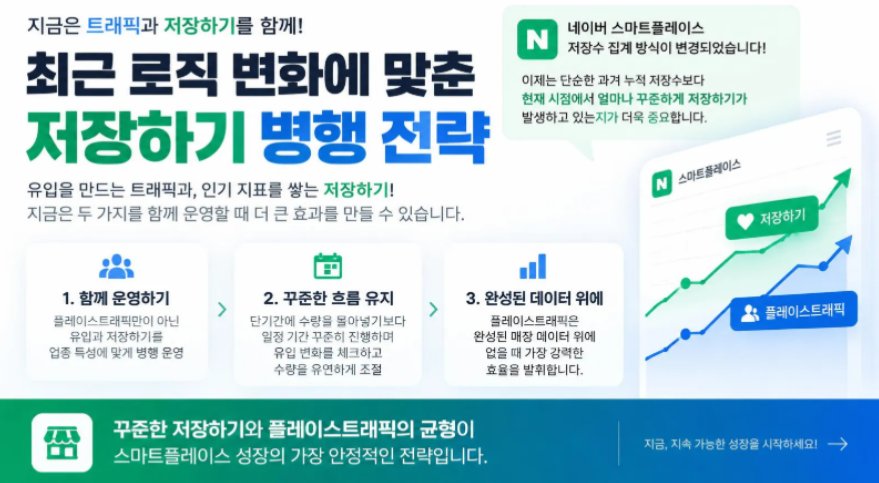 지금은 트래픽과 저장하기를 함께!
최근 로직 변화에 맞춘
저장하기 병행 전략
유입을 만드는 트래픽과, 인기 지표를 쌓는 저장하기!
지금은 두 가지를 함께 운영할 때 더 큰 효과를 만들 수 있습니다.
N
네이버 스마트플레이스
저장수 집계 방식이 변경되었습니다!
이제는 단순한 과거 누적 저장수보다
현재 시점에서 얼마나 꾸준하게 저장하기가
발생하고 있는지가 더욱 중요합니다.
N 스마트플레이스
저장하기
플레이스트래픽
1. 함께 운영하기
플레이스트래픽만이 아닌
유입과 저장하기를
업종 특성에 맞게 병행 운영
2. 꾸준한 흐름 유지
단기간에 수량을 몰아넣기보다
일정 기간 꾸준히 진행하며
유입 변화를 체크하고
수량을 유연하게 조절
3. 완성된 데이터 위에
플레이스트래픽은
완성된 매장 데이터 위에
얹을 때 가장 강력한
효율을 발휘합니다.
꾸준한 저장하기와 플레이스트래픽의 균형이
스마트플레이스 성장의 가장 안정적인 전략입니다.
지금, 지속 가능한 성장을 시작하세요!